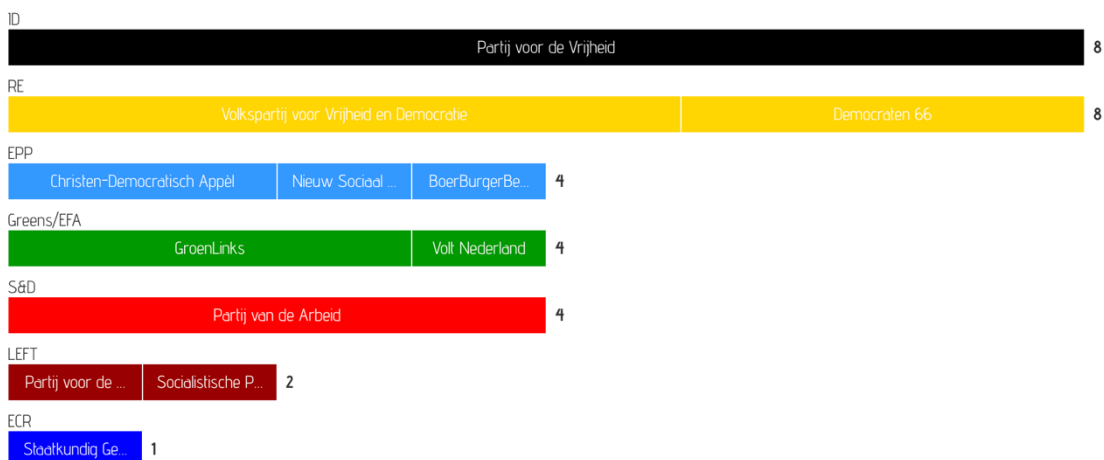 ID
Partij voor de Vrijheid 8
RE
Volkspartij voor Vrijheid en Democratie Democraten 66 8
EPP
Christen-Democratisch Appèl Nieuw Sociaal ... BoerBurgerBe... 4
Greens/EFA
GroenLinks Volt Nederland 4
S&D
Partij van de Arbeid 4
LEFT
Partij voor de ... Socialistische P... 2
ECR
Staatkundig Ge... 1